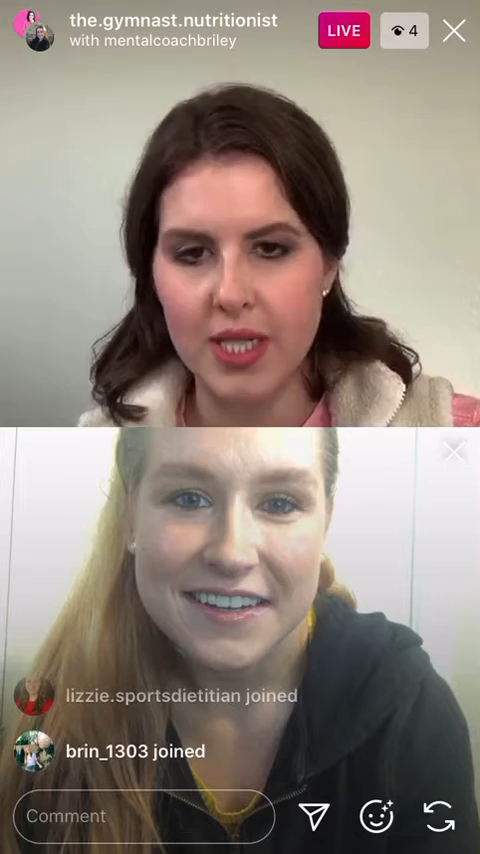 the.gymnast.nutritionist
with mentalcoachbriley
LIVE
4
lizzie.sportsdietitian joined
brin_1303 joined
Comment